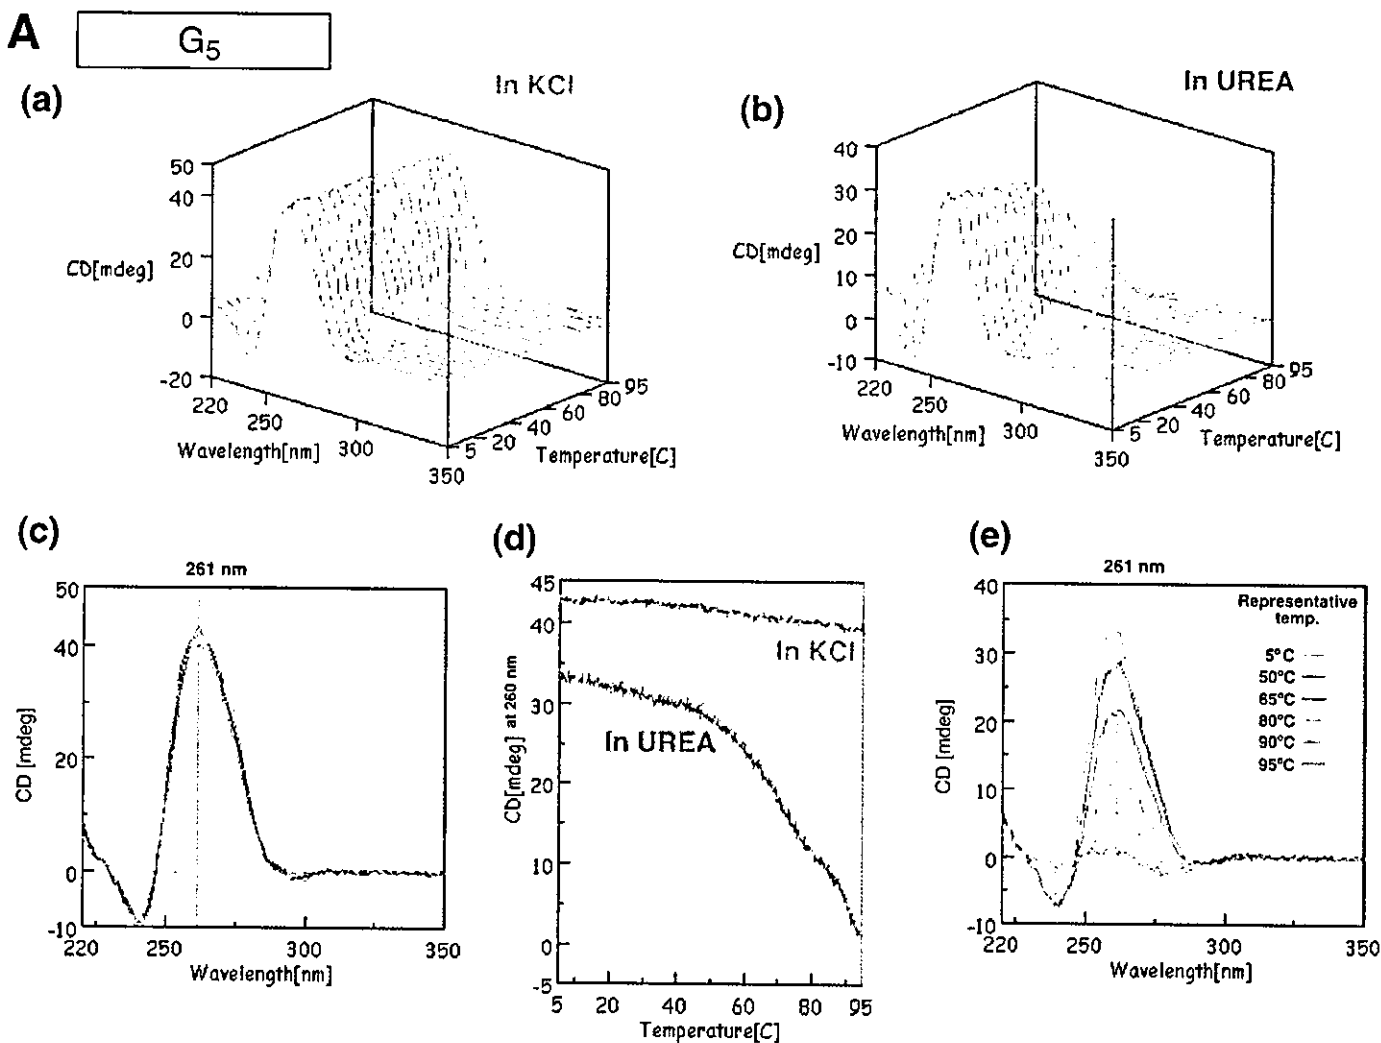 A
G5
(a)
In KCl
50
40
20
0
-20
CD[mdeg]
220
250
300
350
Wavelength[nm]
5
20
40
60
80
95
Temperature[C]
(b)
In UREA
40
30
20
10
0
-10
CD[mdeg]
220
250
300
350
Wavelength[nm]
5
20
40
60
80
95
Temperature[C]
(c)
261 nm
50
40
20
0
-10
CD [mdeg]
220
250
300
350
Wavelength[nm]
(d)
45
40
30
20
10
0
-5
CD[mdeg] at 260 nm
In KCl
In UREA
5
20
40
60
80
95
Temperature[C]
(e)
261 nm
40
30
20
10
0
-10
CD [mdeg]
Representative
temp.
5°C
50°C
65°C
80°C
90°C
95°C
220
250
300
350
Wavelength[nm]